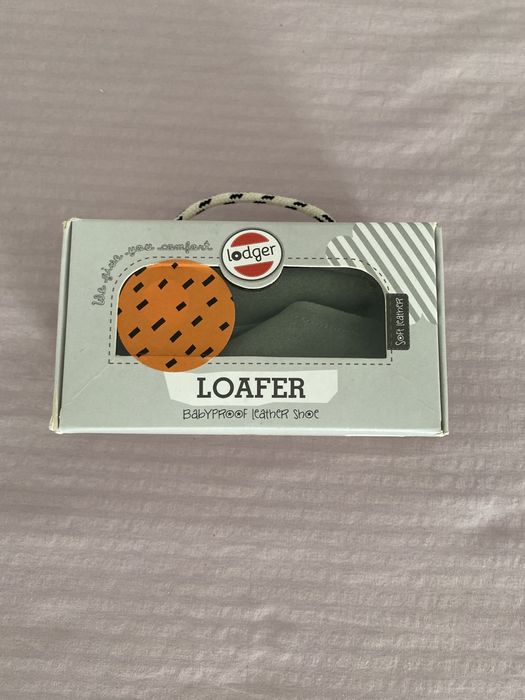 we give you comfort
lodger
Soft leather
LOAFER
BabyPROOF leather shoe